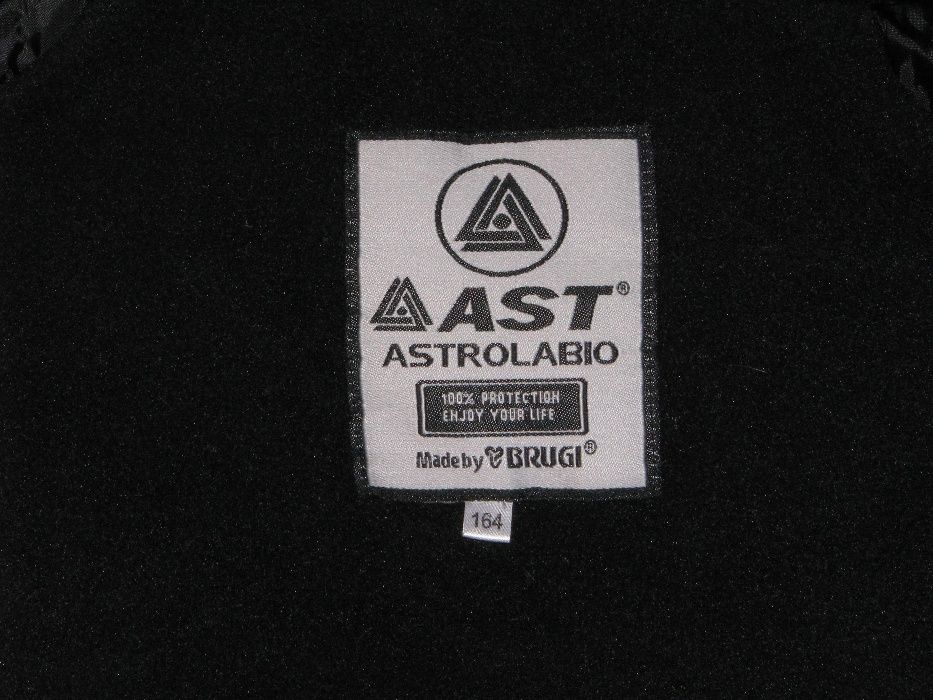 AST®
ASTROLABIO
100% PROTECTION
ENJOY YOUR LIFE
Made by BRUGI®
164